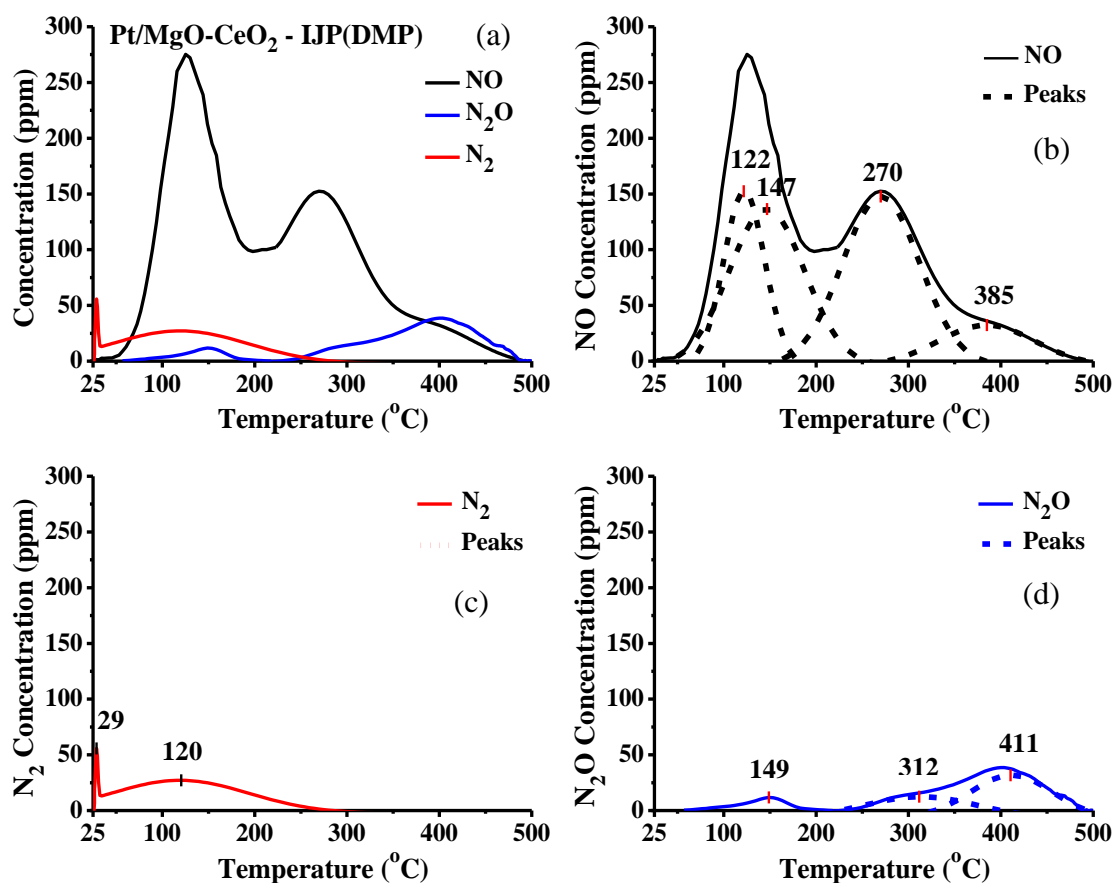 Pt/MgO-CeO2 - IJP(DMP)
(a)
NO
N2O
N2
Concentration (ppm)
300
250
200
150
100
50
0
25 100 200 300 400 500
Temperature (°C)
NO
Peaks
(b)
122
147
270
385
NO Concentration (ppm)
300
250
200
150
100
50
0
25 100 200 300 400 500
Temperature (°C)
N2
Peaks
(c)
29
120
N2 Concentration (ppm)
300
250
200
150
100
50
0
25 100 200 300 400 500
Temperature (°C)
N2O
Peaks
(d)
149
312
411
N2O Concentration (ppm)
300
250
200
150
100
50
0
25 100 200 300 400 500
Temperature (°C)